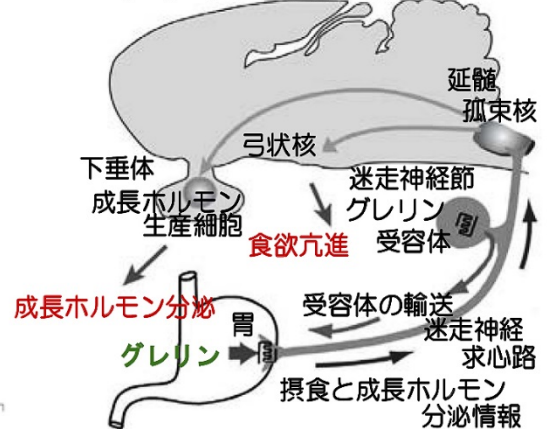 延髄
孤束核
弓状核
下垂体
成長ホルモン
生産細胞
迷走神経節
グレリン
受容体
食欲亢進
成長ホルモン分泌
受容体の輸送
胃
迷走神経
求心路
グレリン
摂食と成長ホルモン
分泌情報